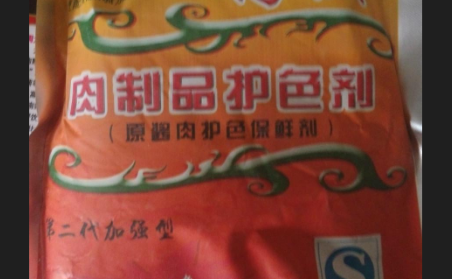 肉制品护色剂
（原酱肉护色保鲜剂）
第二代加强型